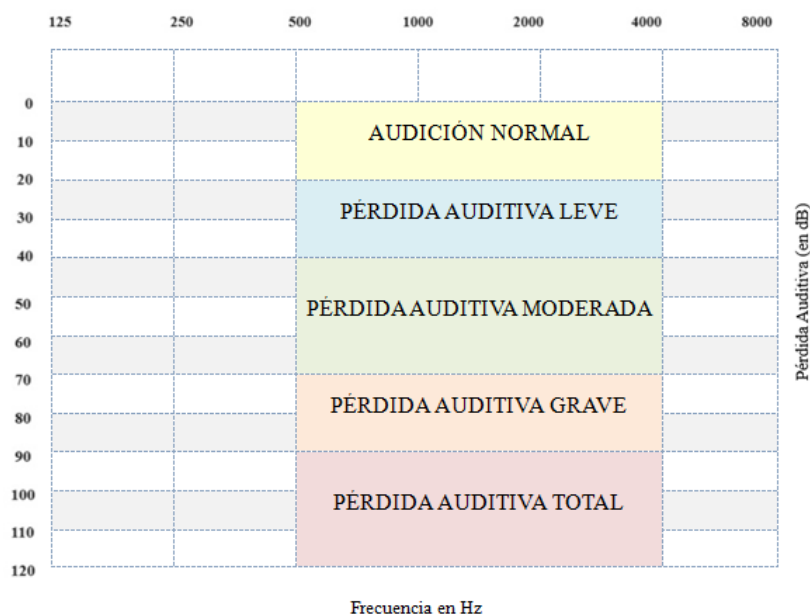 125 250 500 1000 2000 4000 8000
0
10
AUDICIÓN NORMAL
20
30
PÉRDIDA AUDITIVA LEVE
40
50
PÉRDIDA AUDITIVA MODERADA
60
70
80
PÉRDIDA AUDITIVA GRAVE
90
100
PÉRDIDA AUDITIVA TOTAL
110
120
Pérdida Auditiva (en dB)
Frecuencia en Hz